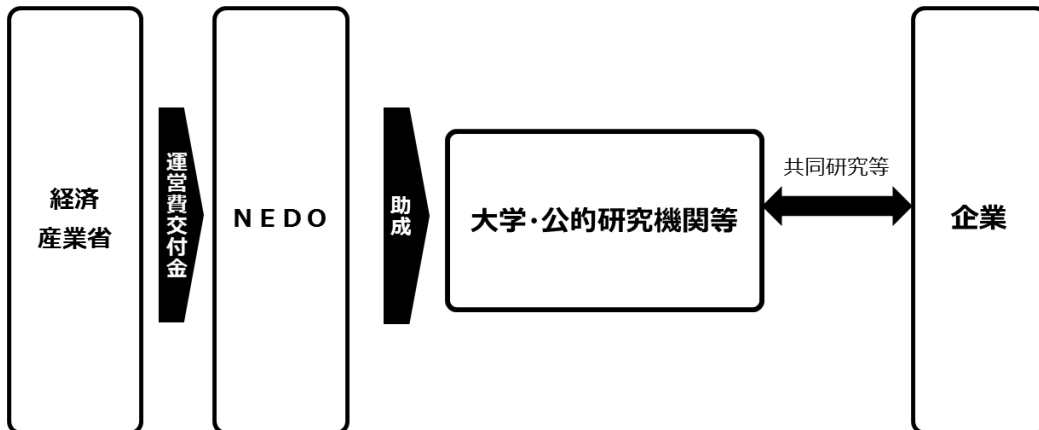 経済
産業省
運営費交付金
NEDO
助成
大学・公的研究機関等
共同研究等
企業